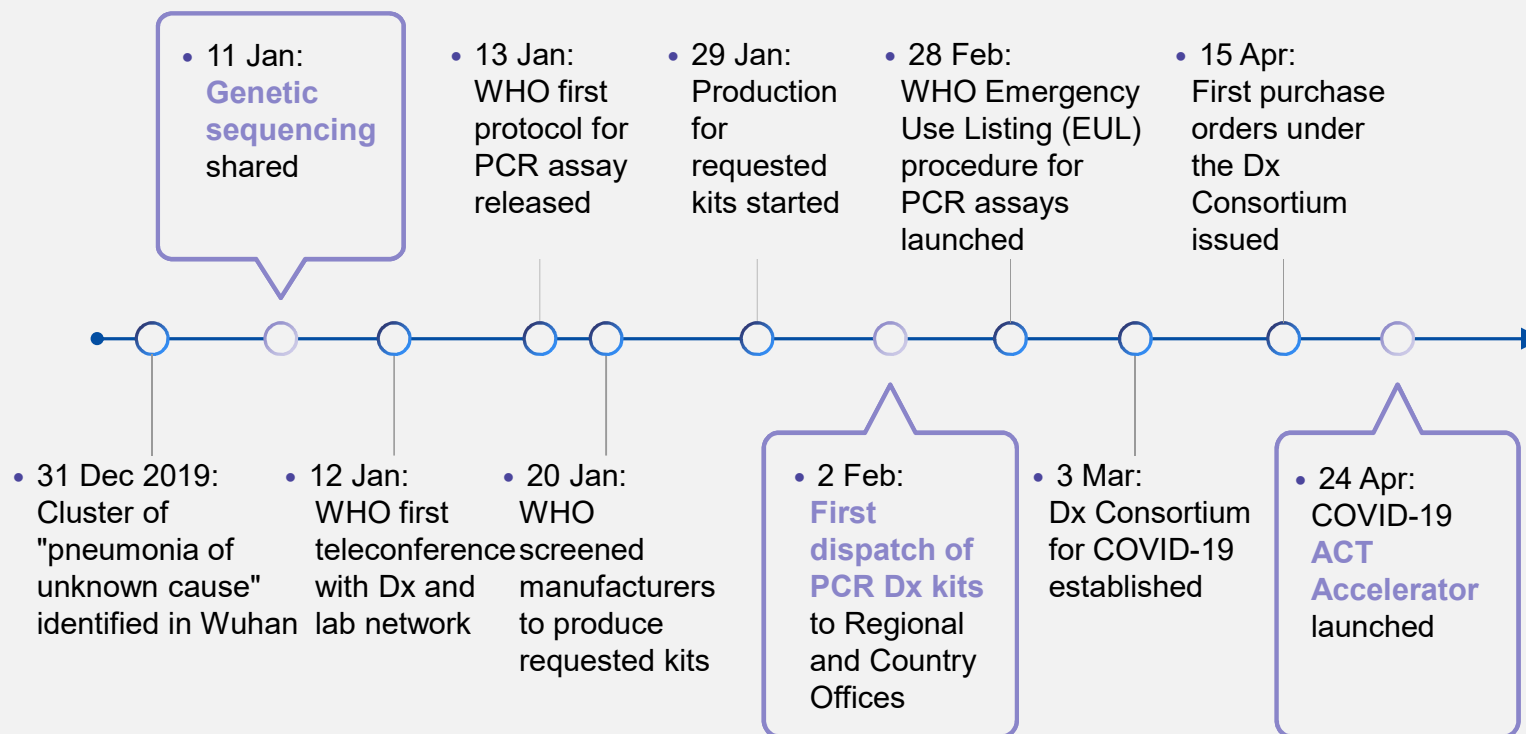 • 11 Jan:
Genetic
sequencing
shared
• 13 Jan:
WHO first
protocol for
PCR assay
released
• 29 Jan:
Production
for
requested
kits started
• 28 Feb:
WHO Emergency
Use Listing (EUL)
procedure for
PCR assays
launched
• 15 Apr:
First purchase
orders under
the Dx
Consortium
issued
• 31 Dec 2019:
Cluster of
"pneumonia of
unknown cause"
identified in Wuhan
• 12 Jan:
WHO first
teleconference
with Dx and
lab network
• 20 Jan:
WHO
screened
manufacturers
to produce
requested kits
• 2 Feb:
First
dispatch of
PCR Dx kits
to Regional
and Country
Offices
• 3 Mar:
Dx Consortium
for COVID-19
established
• 24 Apr:
COVID-19
ACT
Accelerator
launched